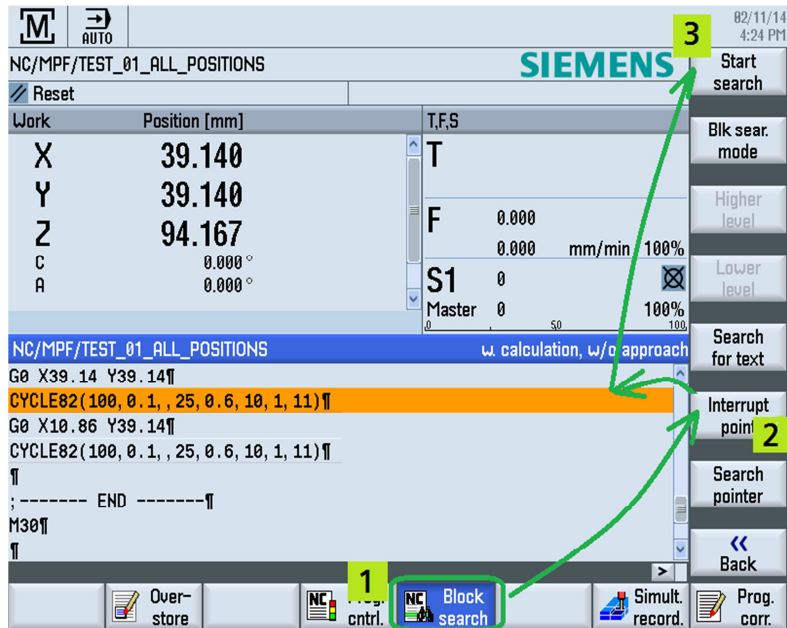 M
AUTO
02/11/14
4:24 PM
NC/MPF/TEST_01_ALL_POSITIONS
SIEMENS
3
Start
search
Reset
Work Position [mm]
T,F,S
Blk sear.
mode
X 39.140
T
Y 39.140
Higher
level
Z 94.167
F 0.000
0.000 mm/min 100%
C 0.000 °
A 0.000 °
S1 0
Lower
level
Master 0 100%
0 50 100
Search
for text
NC/MPF/TEST_01_ALL_POSITIONS w. calculation, w/o approach
G0 X39.14 Y39.14¶
CYCLE82(100,0.1,,25,0.6,10,1,11)¶
Interrupt
2
G0 X10.86 Y39.14¶
CYCLE82(100,0.1,,25,0.6,10,1,11)¶
¶
Search
pointer
;------- END -------¶
M30¶
¶
<<
Back
>
1
Over-
store
NC
cntrl.
NC
Block
search
Simult.
record.
Prog.
corr.